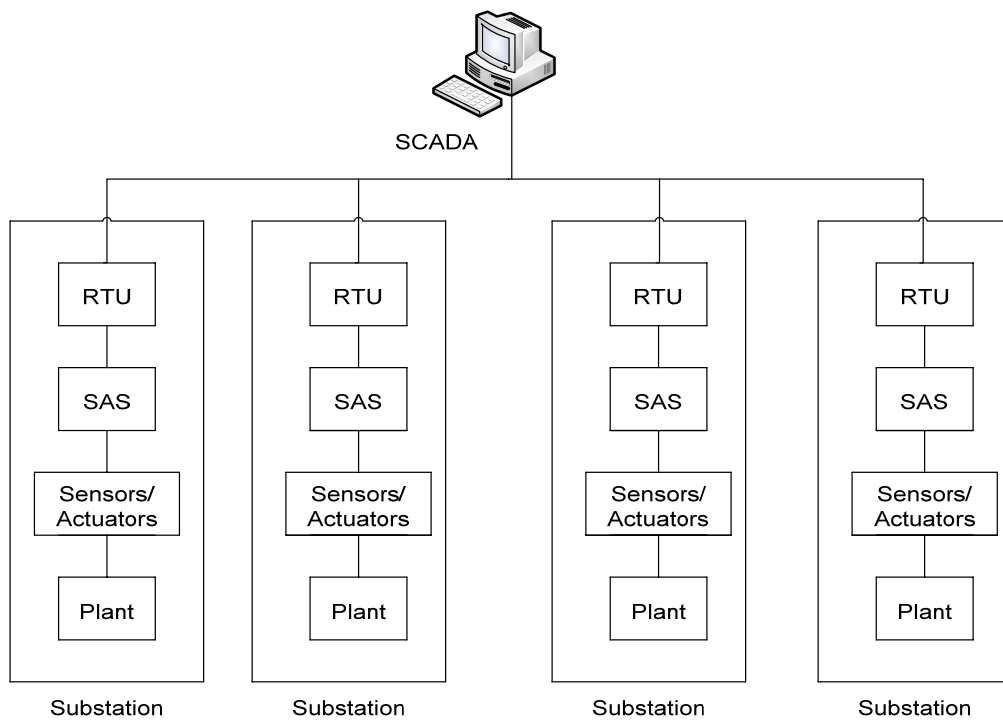 SCADA
RTU
RTU
RTU
RTU
SAS
SAS
SAS
SAS
Sensors/
Actuators
Sensors/
Actuators
Sensors/
Actuators
Sensors/
Actuators
Plant
Plant
Plant
Plant
Substation
Substation
Substation
Substation